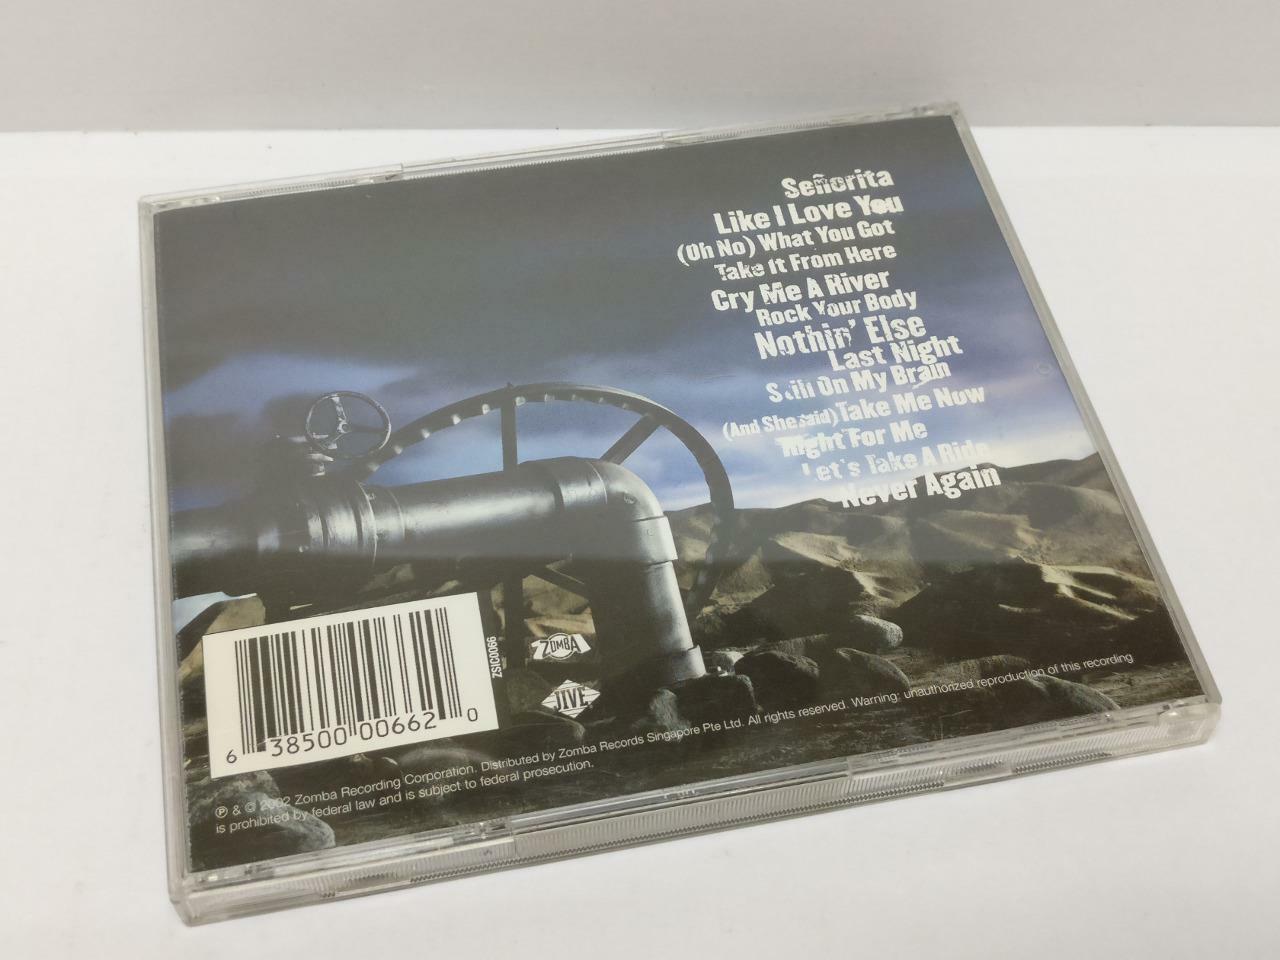 Señorita
Like I Love You
(Oh No) What You Got
Take It From Here
Cry Me A River
Rock Your Body
Nothin' Else
Last Night
Still On My Brain
(And She Said) Take Me Now
Right For Me
Let's Take A Ride
Never Again
ZSIC0066
ZOMBA
JIVE
6 38500 00662 0
℗ & © 2002 Zomba Recording Corporation. Distributed by Zomba Records Singapore Pte Ltd. All rights reserved. Warning: unauthorized reproduction of this recording
is prohibited by federal law and is subject to federal prosecution.